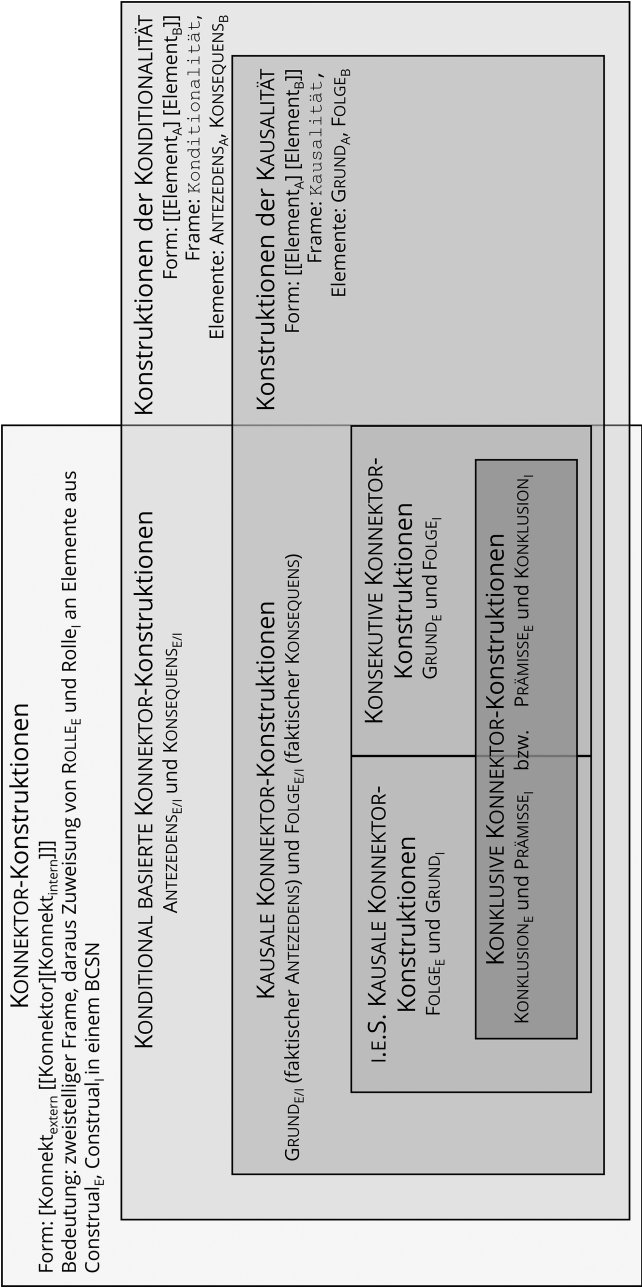 KONNEKTOR-Konstruktionen
Form: [Konnekt_extern [[Konnektor][Konnekt_intern]]]
Bedeutung: zweistelliger Frame, daraus Zuweisung von ROLLE_E und Rolle_I an Elemente aus
Construal_E, Construal_I in einem BCSN
KONDITIONAL BASIERTE KONNEKTOR-Konstruktionen
ANTEZEDENS_E/I und KONSEQUENS_E/I
Konstruktionen der KONDITIONALITÄT
Form: [[Element_A] [Element_B]]
Frame: Konditionalität,
Elemente: ANTEZEDENS_A, KONSEQUENS_B
KAUSALE KONNEKTOR-Konstruktionen
GRUND_E/I (faktischer ANTEZEDENS) und FOLGE_E/I (faktischer KONSEQUENS)
Konstruktionen der KAUSALITÄT
Form: [[Element_A] [Element_B]]
Frame: Kausalität,
Elemente: GRUND_A, FOLGE_B
I.E.S. KAUSALE KONNEKTOR-
Konstruktionen
FOLGE_E und GRUND_I
KONSEKUTIVE KONNEKTOR-
Konstruktionen
GRUND_E und FOLGE_I
KONKLUSIVE KONNEKTOR-Konstruktionen
KONKLUSION_E und PRÄMISSE_I bzw. PRÄMISSE_E und KONKLUSION_I